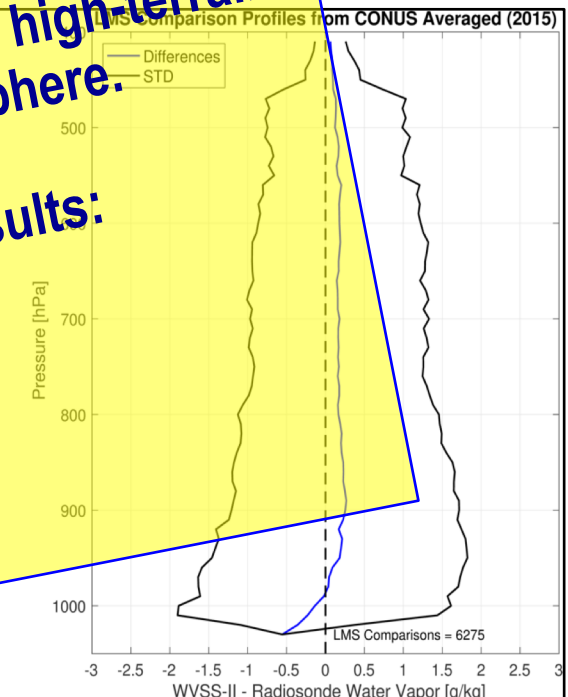 high-terrai
phere.
sults:
LMS Comparison Profiles from CONUS Averaged (2015)
Differences
STD
500
600
700
800
900
1000
Pressure [hPa]
LMS Comparisons = 6275
-3 -2.5 -2 -1.5 -1 -0.5 0 0.5 1 1.5 2 2.5 3
WVSS-II - Radiosonde Water Vapor [g/kg]